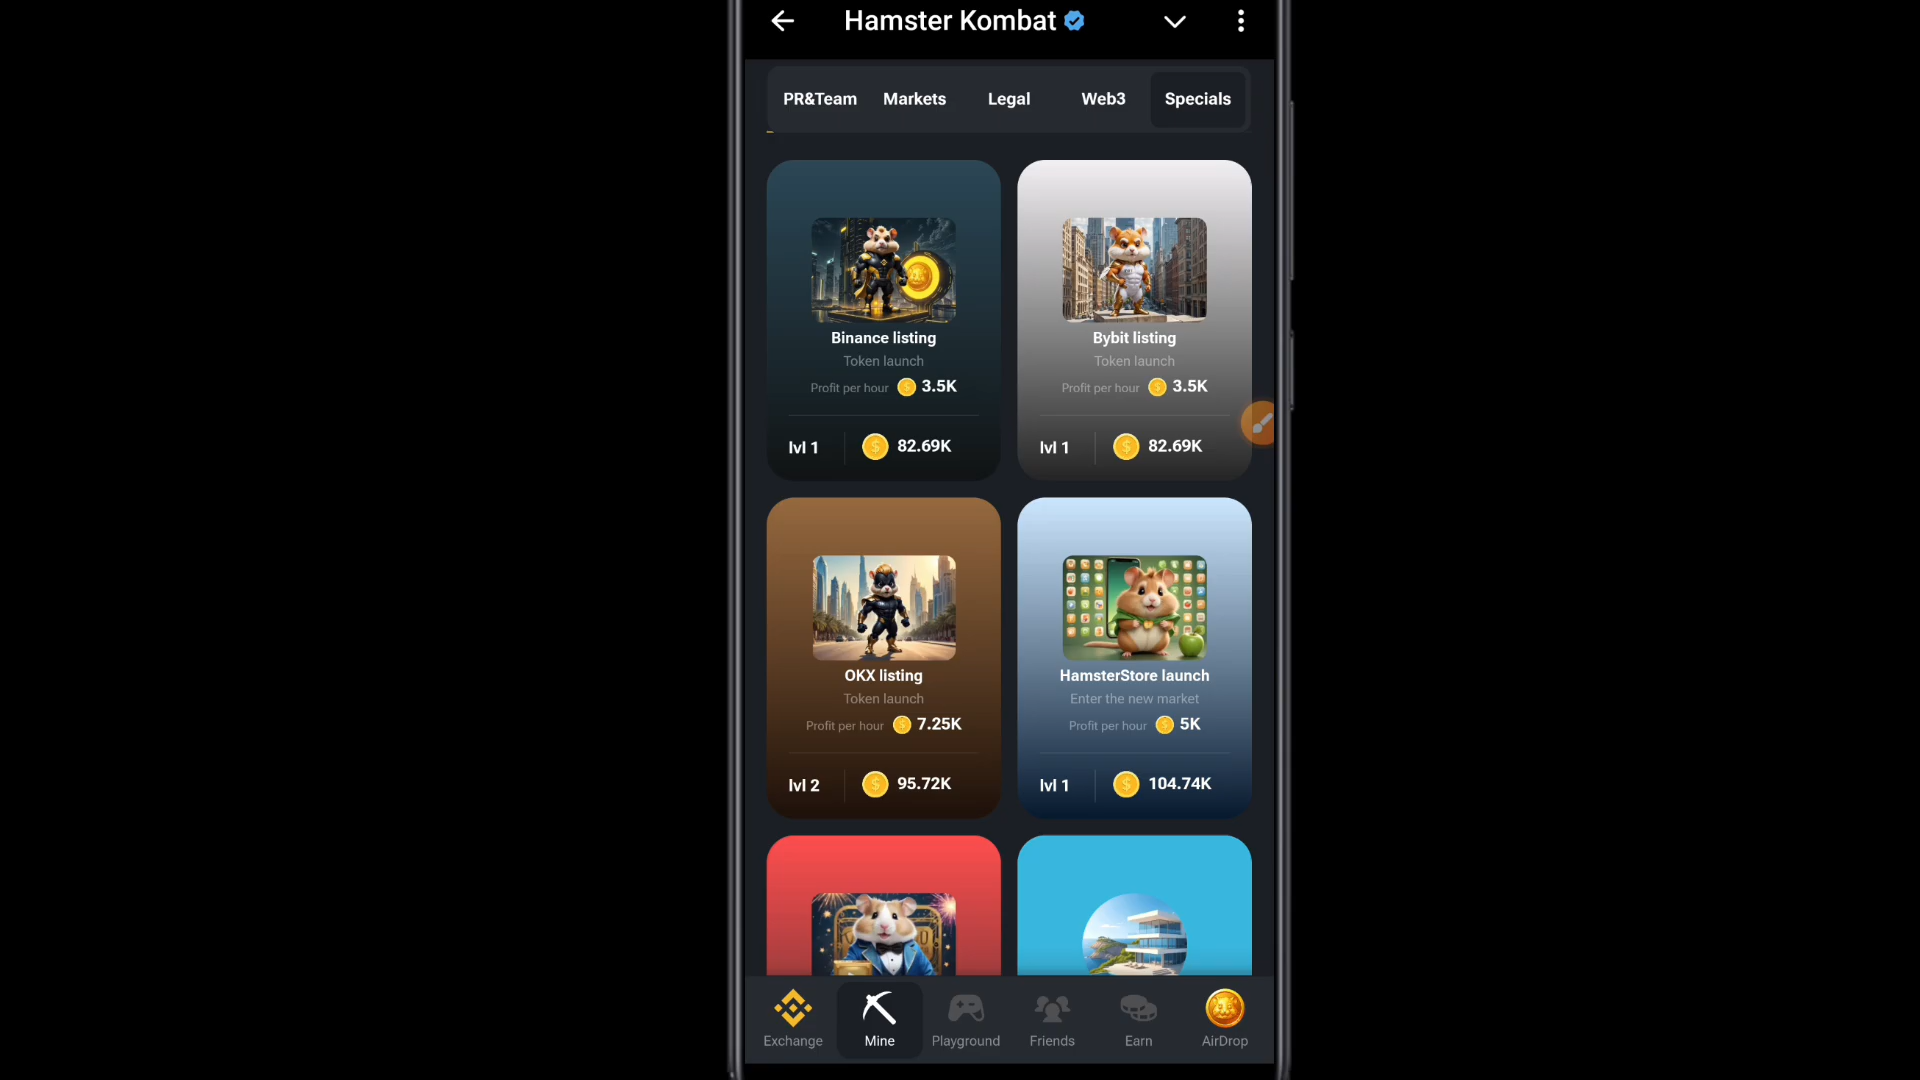 Hamster Kombat
PR&Team Markets Legal Web3 Specials
Binance listing
Token launch
Profit per hour 3.5K
lvl 1 82.69K
Bybit listing
Token launch
Profit per hour 3.5K
lvl 1 82.69K
OKX listing
Token launch
Profit per hour 7.25K
lvl 2 95.72K
HamsterStore launch
Enter the new market
Profit per hour 5K
lvl 1 104.74K
Exchange Mine Playground Friends Earn AirDrop